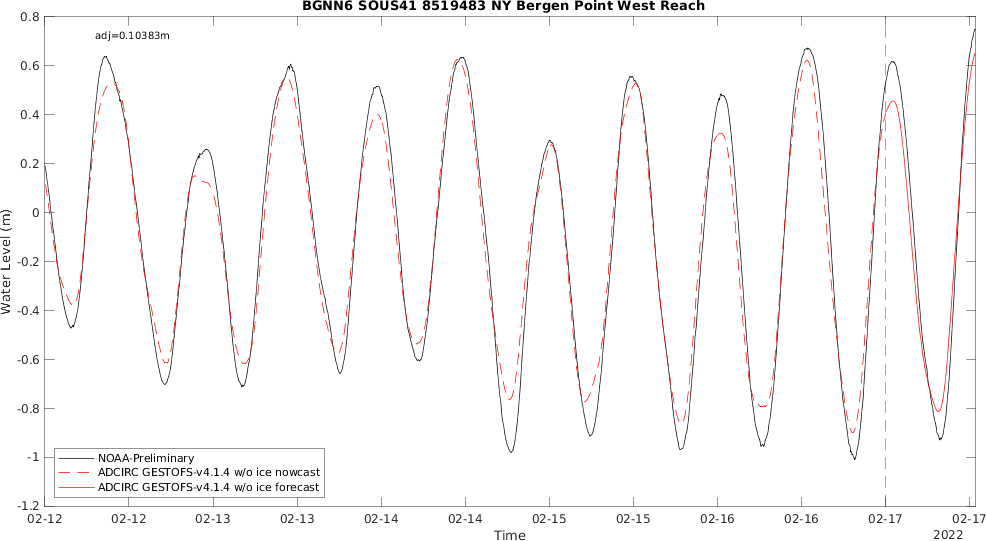 BGNN6 SOUS41 8519483 NY Bergen Point West Reach
0.8
adj=0.10383m
0.6
0.4
0.2
0
-0.2
-0.4
-0.6
-0.8
-1
-1.2
Water Level (m)
NOAA-Preliminary
ADCIRC GESTOFS-v4.1.4 w/o ice nowcast
ADCIRC GESTOFS-v4.1.4 w/o ice forecast
02-12 02-12 02-13 02-13 02-14 02-14 02-15 02-15 02-16 02-16 02-17 02-17
Time
2022